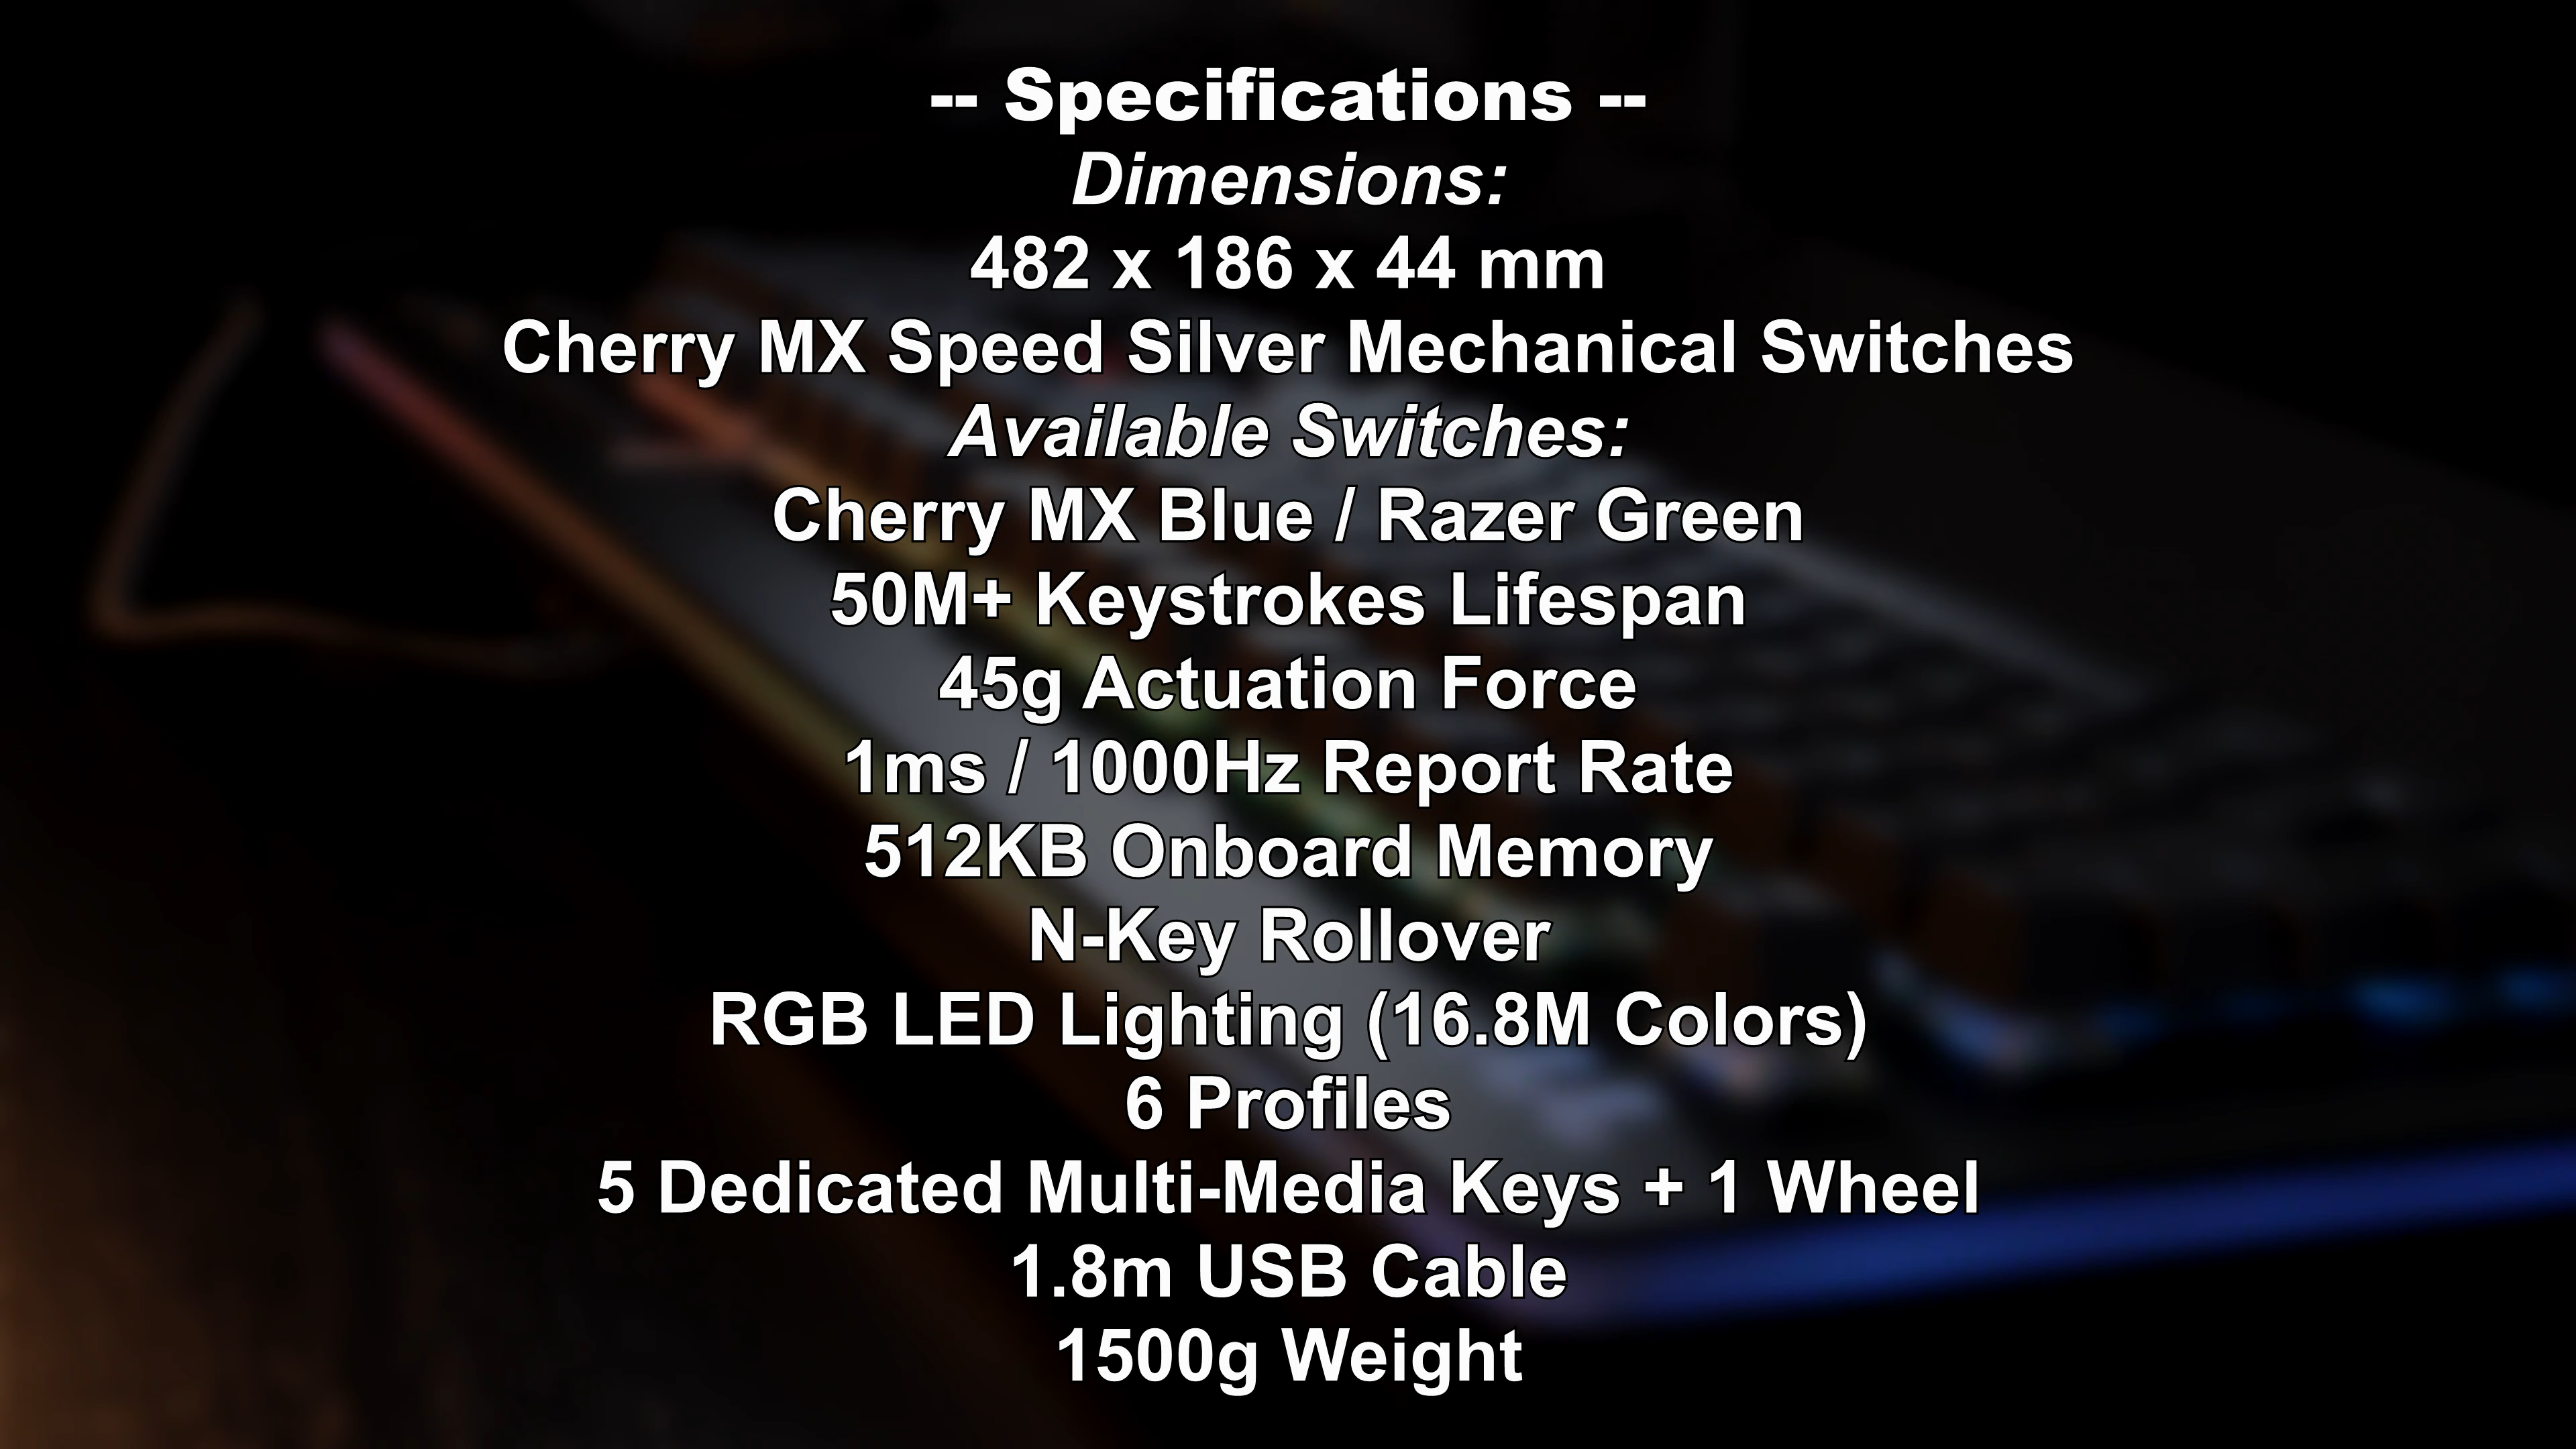 -- Specifications --
Dimensions:
482 x 186 x 44 mm
Cherry MX Speed Silver Mechanical Switches
Available Switches:
Cherry MX Blue / Razer Green
50M+ Keystrokes Lifespan
45g Actuation Force
1ms / 1000Hz Report Rate
512KB Onboard Memory
N-Key Rollover
RGB LED Lighting (16.8M Colors)
6 Profiles
5 Dedicated Multi-Media Keys + 1 Wheel
1.8m USB Cable
1500g Weight